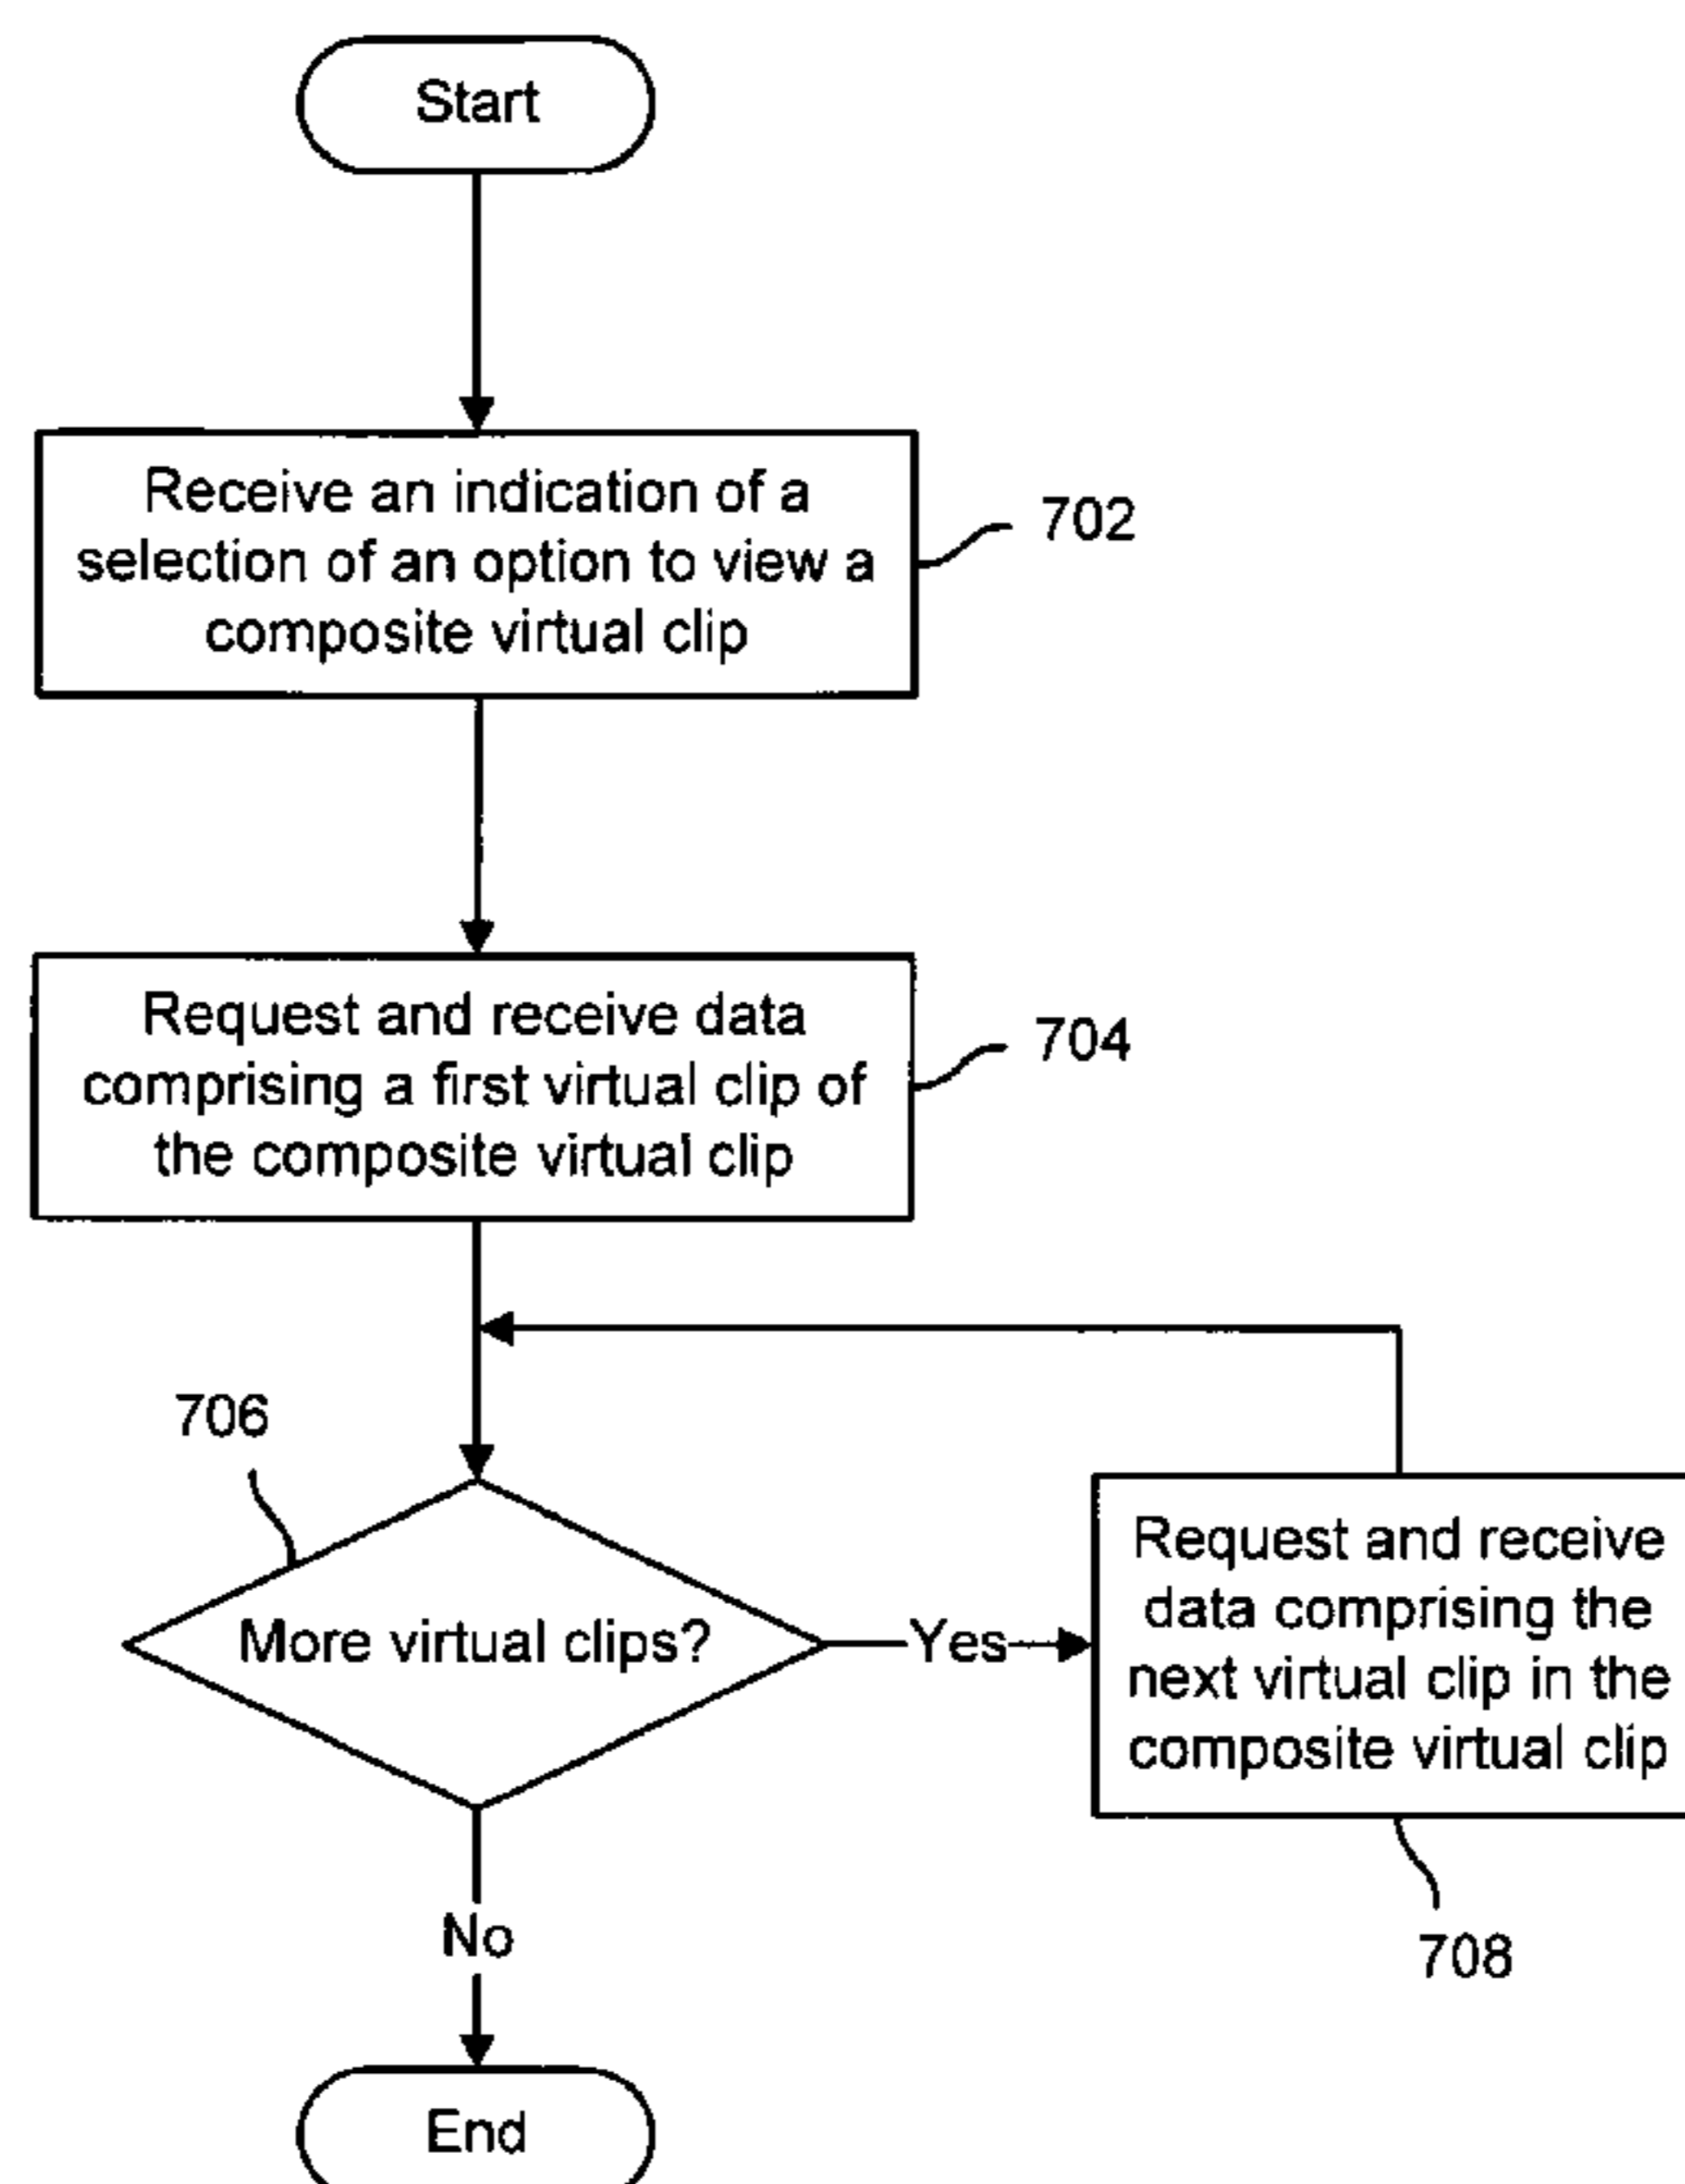 Start
Receive an indication of a
selection of an option to view a
composite virtual clip
702
Request and receive data
comprising a first virtual clip of
the composite virtual clip
704
706
More virtual clips?
Yes
Request and receive
data comprising the
next virtual clip in the
composite virtual clip
708
No
End